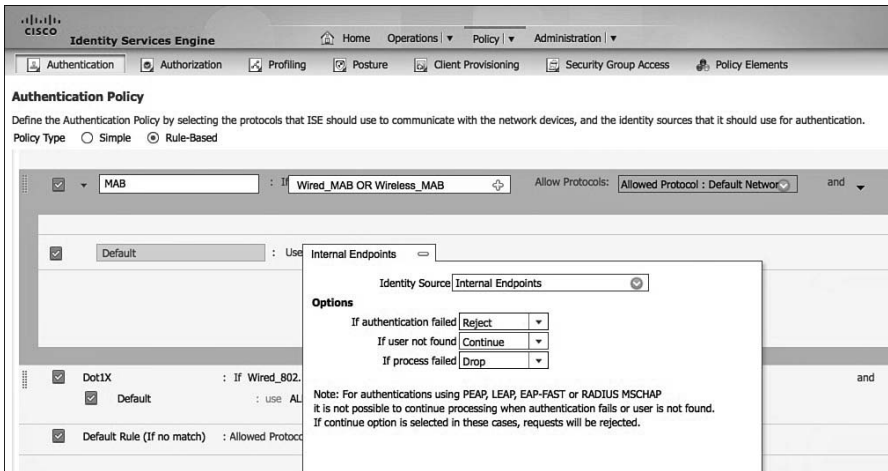 CISCO
Identity Services Engine
Home Operations Policy Administration
Authentication Authorization Profiling Posture Client Provisioning Security Group Access Policy Elements
Authentication Policy
Define the Authentication Policy by selecting the protocols that ISE should use to communicate with the network devices, and the identity sources that it should use for authentication.
Policy Type Simple Rule-Based
MAB : If Wired_MAB OR Wireless_MAB Allow Protocols: Allowed Protocol : Default Networ and
Default : Use Internal Endpoints
Identity Source Internal Endpoints
Options
If authentication failed Reject
If user not found Continue
If process failed Drop
Dot1X : If Wired_802. and
Default : use AL
Default Rule (If no match) : Allowed Protoco
Note: For authentications using PEAP, LEAP, EAP-FAST or RADIUS MSCHAP
it is not possible to continue processing when authentication fails or user is not found.
If continue option is selected in these cases, requests will be rejected.